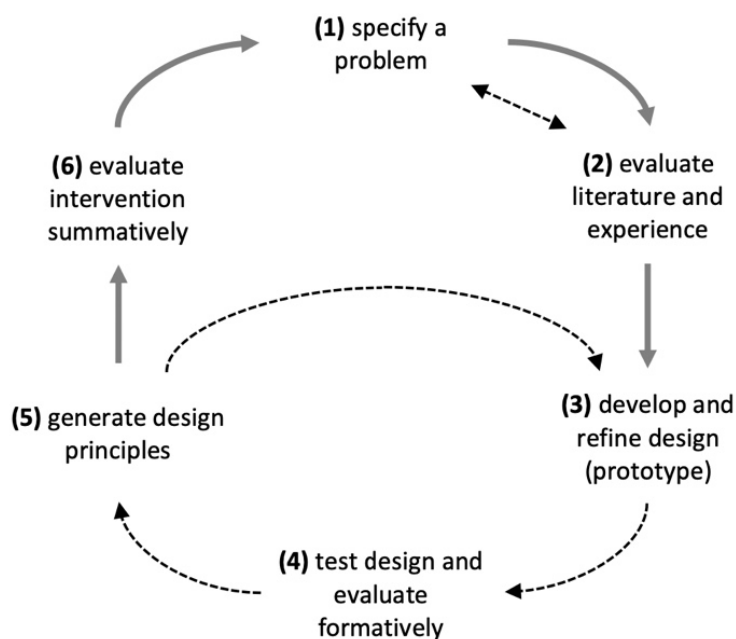 (1) specify a
problem
(2) evaluate
literature and
experience
(3) develop and
refine design
(prototype)
(4) test design and
evaluate
formatively
(5) generate design
principles
(6) evaluate
intervention
summatively